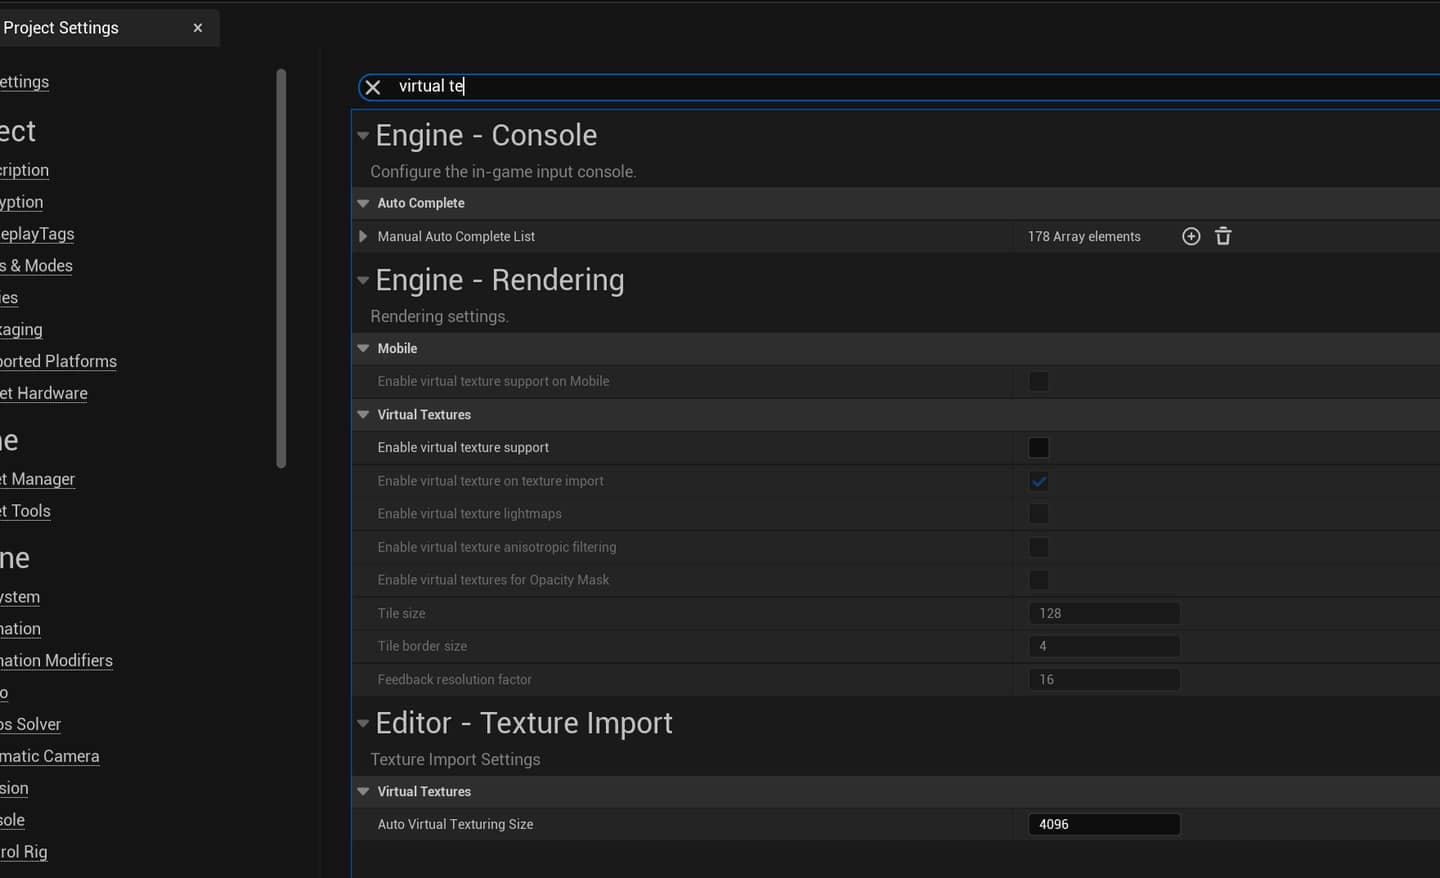 Project Settings
ettings
ect
cription
yption
eplayTags
s & Modes
ies
kaging
ported Platforms
et Hardware
ne
et Manager
et Tools
ine
ystem
nation
nation Modifiers
o
os Solver
matic Camera
sion
sole
rol Rig
virtual te
Engine - Console
Configure the in-game input console.
Auto Complete
Manual Auto Complete List 178 Array elements
Engine - Rendering
Rendering settings.
Mobile
Enable virtual texture support on Mobile
Virtual Textures
Enable virtual texture support
Enable virtual texture on texture import
Enable virtual texture lightmaps
Enable virtual texture anisotropic filtering
Enable virtual textures for Opacity Mask
Tile size 128
Tile border size 4
Feedback resolution factor 16
Editor - Texture Import
Texture Import Settings
Virtual Textures
Auto Virtual Texturing Size 4096